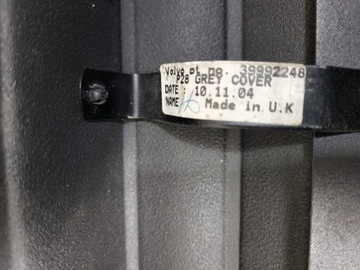 Volvo pt no. 39992248
P28 GREY COVER
DATE : 10.11.04
NAME: Made in U.K